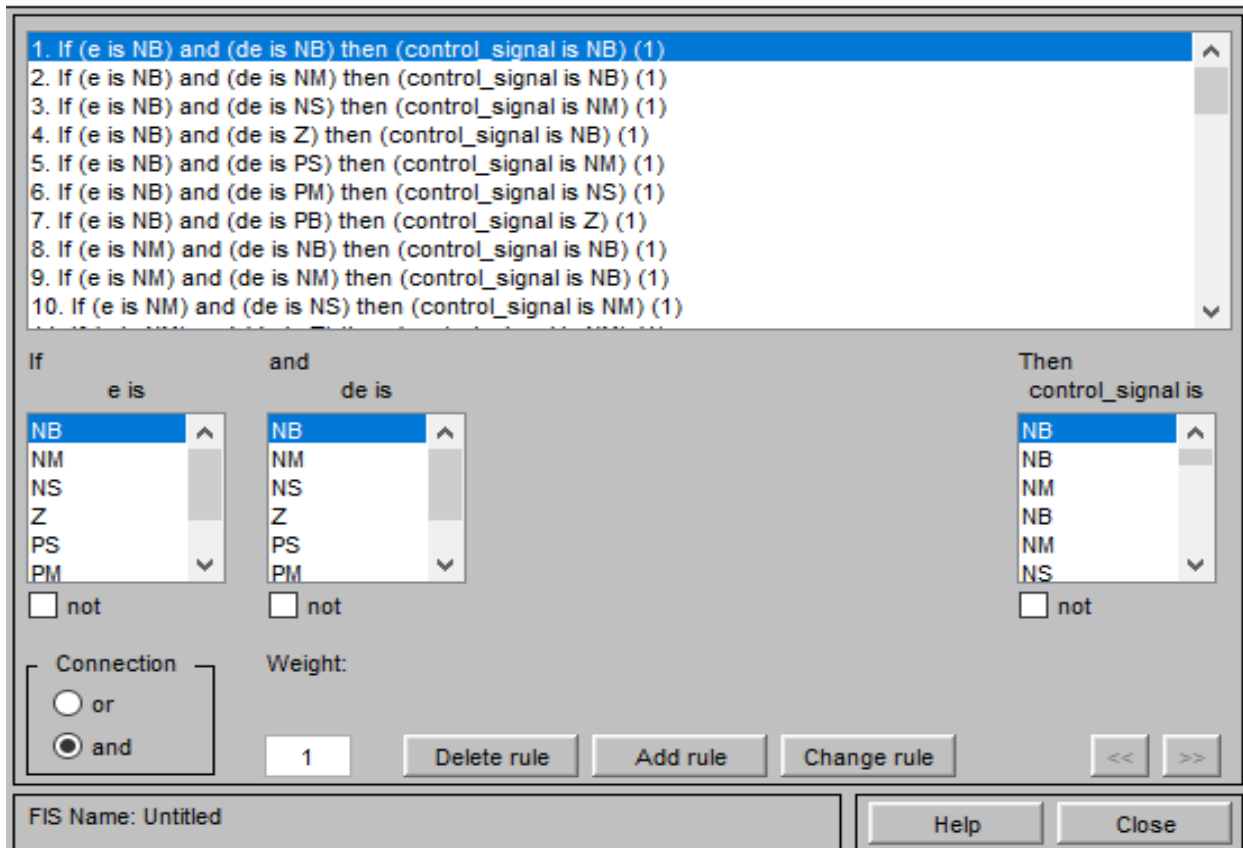 1. If (e is NB) and (de is NB) then (control_signal is NB) (1)
2. If (e is NB) and (de is NM) then (control_signal is NB) (1)
3. If (e is NB) and (de is NS) then (control_signal is NM) (1)
4. If (e is NB) and (de is Z) then (control_signal is NB) (1)
5. If (e is NB) and (de is PS) then (control_signal is NM) (1)
6. If (e is NB) and (de is PM) then (control_signal is NS) (1)
7. If (e is NB) and (de is PB) then (control_signal is Z) (1)
8. If (e is NM) and (de is NB) then (control_signal is NB) (1)
9. If (e is NM) and (de is NM) then (control_signal is NB) (1)
10. If (e is NM) and (de is NS) then (control_signal is NM) (1)
If and Then
e is de is control_signal is
NB NB NB
NM NM NB
NS NS NM
Z Z NB
PS PS NM
PM PM NS
not not not
Connection Weight:
or
and 1 Delete rule Add rule Change rule << >>
FIS Name: Untitled Help Close